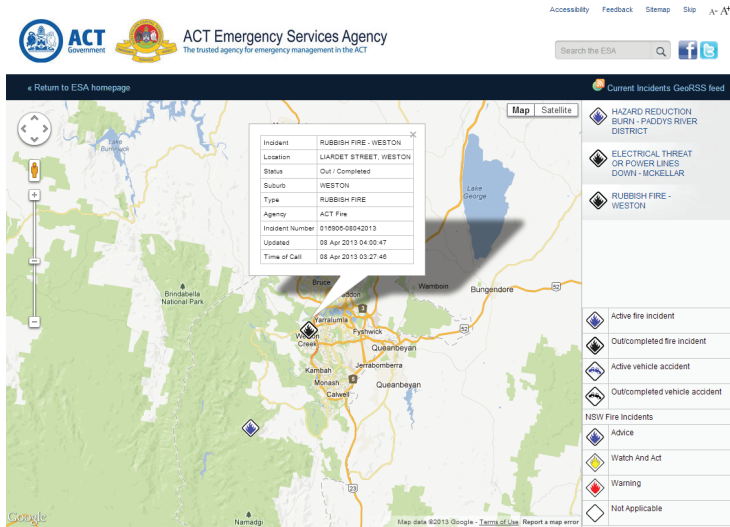 Accessibility Feedback Sitemap Skip A- A+
ACT
Government
ACT Emergency Services Agency
The trusted agency for emergency management in the ACT
Search the ESA
« Return to ESA homepage
Current Incidents GeoRSS feed
Map Satellite
Incident RUBBISH FIRE - WESTON
Location LIARDET STREET, WESTON
Status Out / Completed
Suburb WESTON
Type RUBBISH FIRE
Agency ACT Fire
Incident Number 016906-08042013
Updated 08 Apr 2013 04:00:47
Time of Call 08 Apr 2013 03:27:46
HAZARD REDUCTION
BURN - PADDYS RIVER
DISTRICT
ELECTRICAL THREAT
OR POWER LINES
DOWN - MCKELLAR
RUBBISH FIRE -
WESTON
Lake
Burrinjuck
Lake
George
Brindabella
National Park
Bruce
Wamboin
Bungendore
52
Yarralumla
Fyshwick
52
Weston
Creek
Queanbeyan
Jerrabomberra
Kambah
Monash
Queanbeyan
Calwell
23
Namadgi
Google
Map data ©2013 Google - Terms of Use Report a map error
Active fire incident
Out/completed fire incident
Active vehicle accident
Out/completed vehicle accident
NSW Fire Incidents
Advice
Watch And Act
Warning
Not Applicable